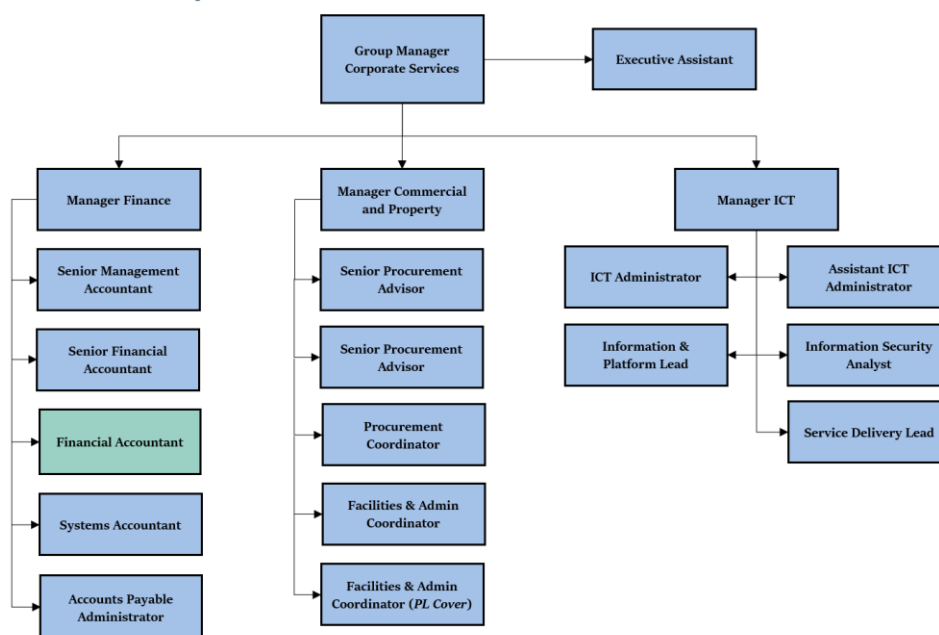 Group Manager
Corporate Services
Executive Assistant
Manager Finance
Manager Commercial
and Property
Manager ICT
Senior Management
Accountant
Senior Procurement
Advisor
ICT Administrator
Assistant ICT
Administrator
Senior Financial
Accountant
Senior Procurement
Advisor
Information &
Platform Lead
Information Security
Analyst
Financial Accountant
Procurement
Coordinator
Service Delivery Lead
Systems Accountant
Facilities & Admin
Coordinator
Accounts Payable
Administrator
Facilities & Admin
Coordinator (PL Cover)